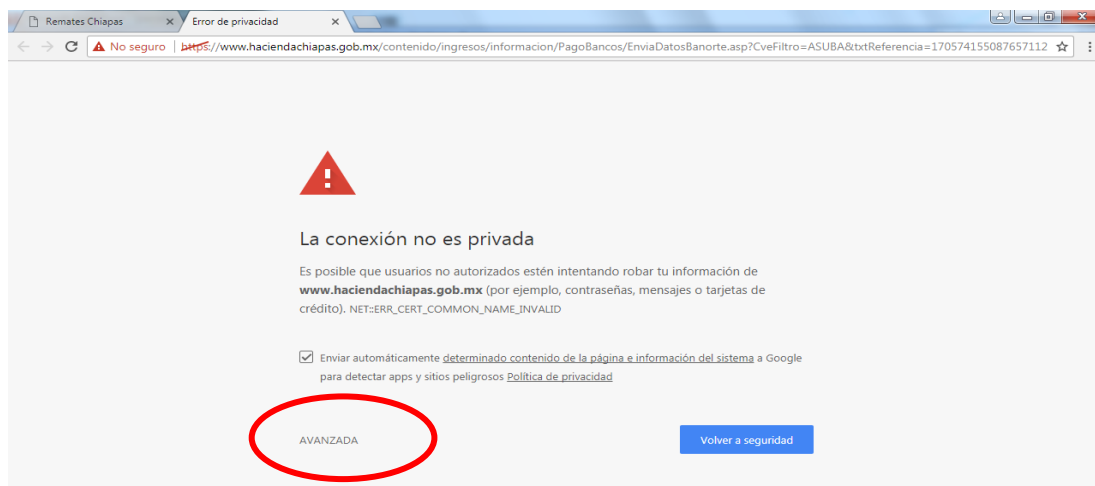 Remates Chiapas
Error de privacidad
No seguro | https://www.haciendachiapas.gob.mx/contenido/ingresos/informacion/PagoBancos/EnviaDatosBanorte.asp?CveFiltro=ASUBA&txtReferencia=170574155087657112
La conexión no es privada
Es posible que usuarios no autorizados estén intentando robar tu información de
www.haciendachiapas.gob.mx (por ejemplo, contraseñas, mensajes o tarjetas de
crédito). NET::ERR_CERT_COMMON_NAME_INVALID
Enviar automáticamente determinado contenido de la página e información del sistema a Google
para detectar apps y sitios peligrosos Política de privacidad
AVANZADA
Volver a seguridad